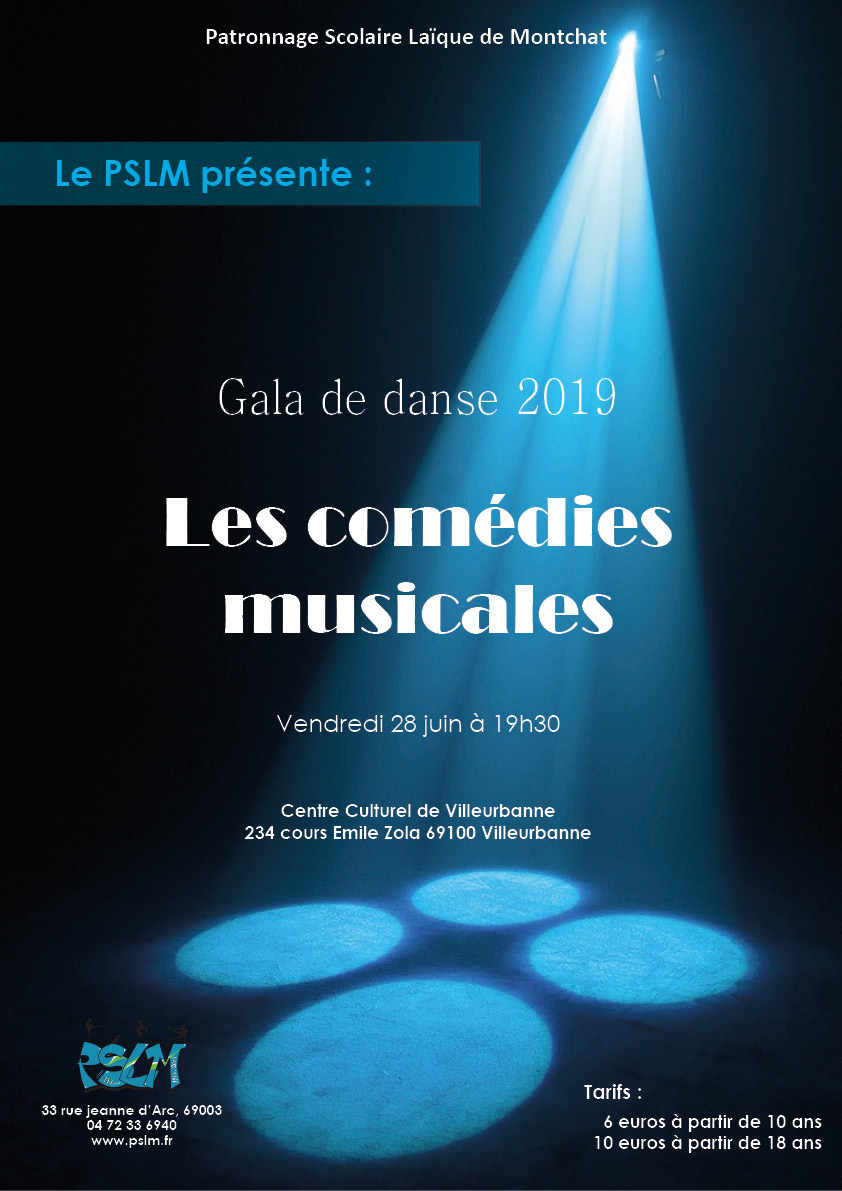 Patronnage Scolaire Laïque de Montchat
Le PSLM présente :
Gala de danse 2019
Les comédies
musicales
Vendredi 28 juin à 19h30
Centre Culturel de Villeurbanne
234 cours Emile Zola 69100 Villeurbanne
PSLM
33 rue jeanne d'Arc, 69003
04 72 33 6940
www.pslm.fr
Tarifs :
6 euros à partir de 10 ans
10 euros à partir de 18 ans